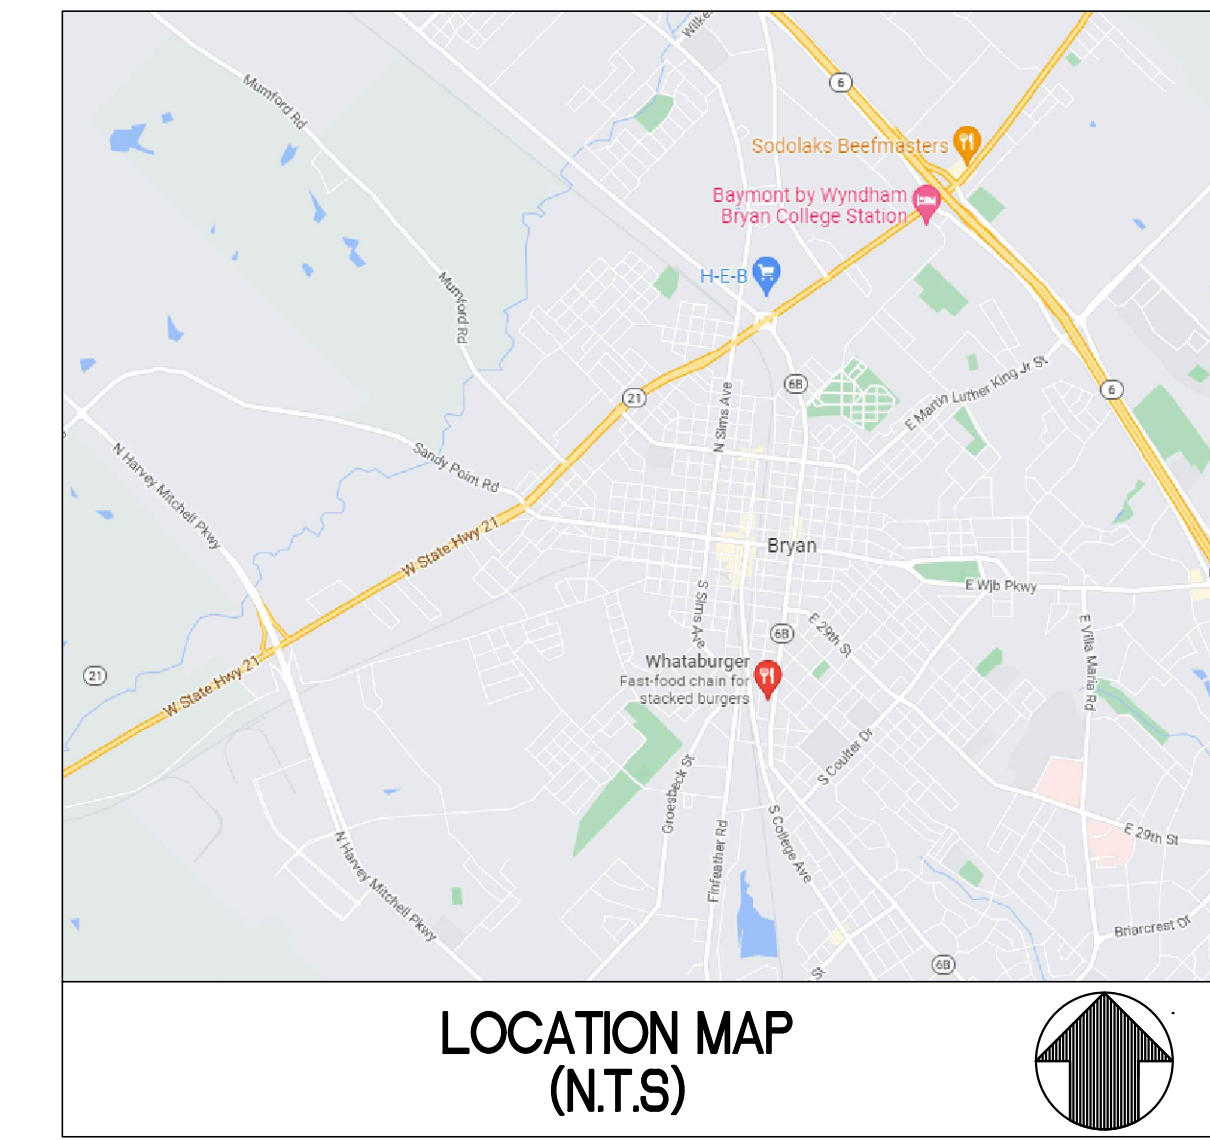 Mumford Rd
6
Sodolaks Beefmasters
Baymont by Wyndham
Bryan College Station
H-E-B
Mumford Rd
21
6B
6
E Martin Luther King Jr St
N Sims Ave
N Harvey Mitchell Pkwy
Sandy Point Rd
W State Hwy 21
Bryan
E Wjb Pkwy
S Sims Ave
E 29th St
6B
E Villa Maria Rd
Whataburger
Fast-food chain for
stacked burgers
21
W State Hwy 21
S Coulter Dr
Groesbeck St
Finfeather Rd
S College Ave
E 29th St
N Harvey Mitchell Pkwy
Briarcrest Dr
6B
St
LOCATION MAP
(N.T.S)